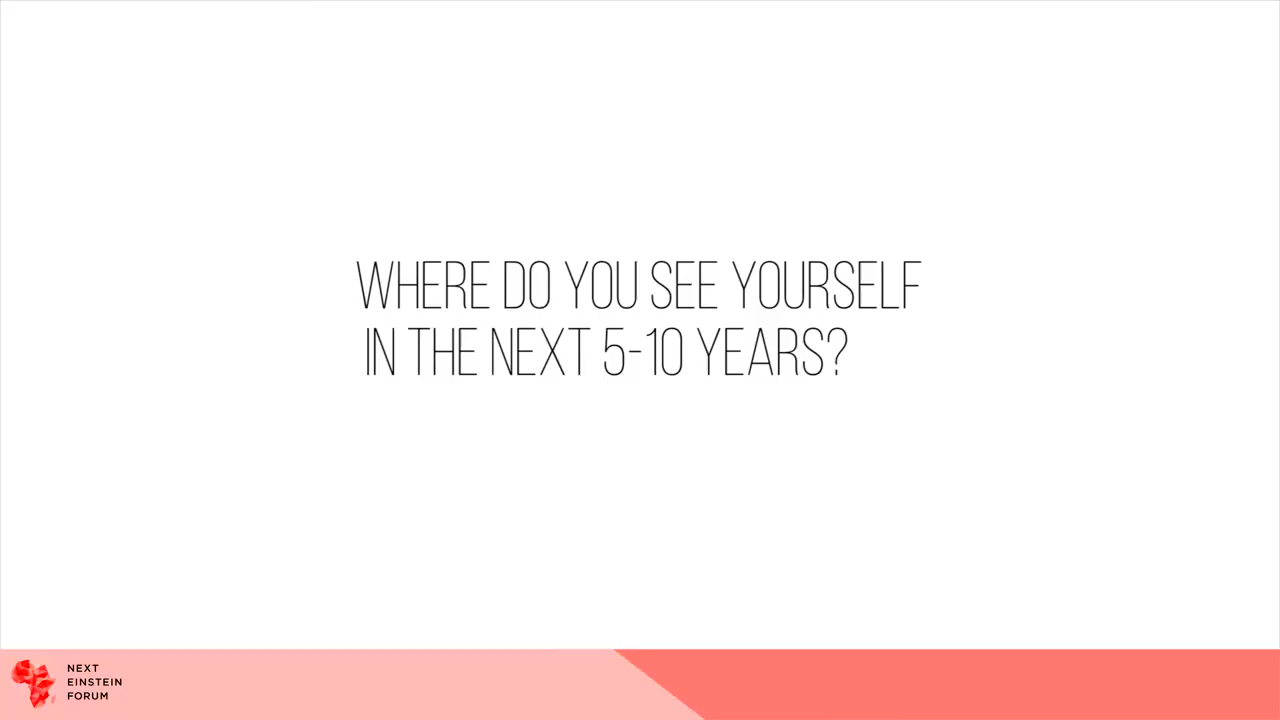 WHERE DO YOU SEE YOURSELF
IN THE NEXT 5-10 YEARS?
NEXT
EINSTEIN
FORUM